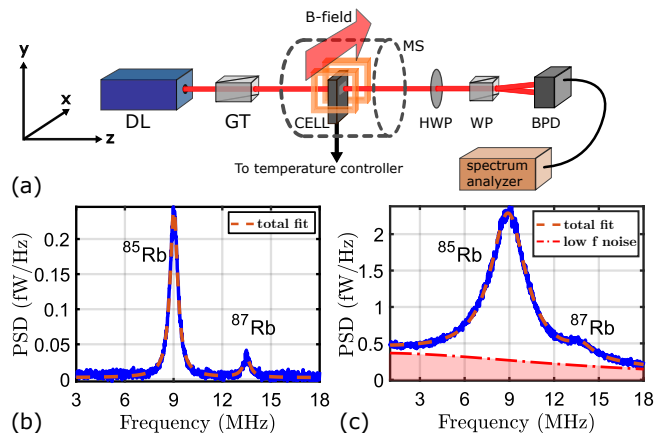 B-field
MS
y
x
z
DL
GT
CELL
HWP
WP
BPD
To temperature controller
spectrum
analyzer
(a)
total fit
⁸⁵Rb
⁸⁷Rb
PSD (fW/Hz)
0.2
0.15
0.1
0.05
0
3 6 9 12 15 18
Frequency (MHz)
(b)
total fit
low f noise
⁸⁵Rb
⁸⁷Rb
PSD (fW/Hz)
2
1.5
1
0.5
0
3 6 9 12 15 18
Frequency (MHz)
(c)